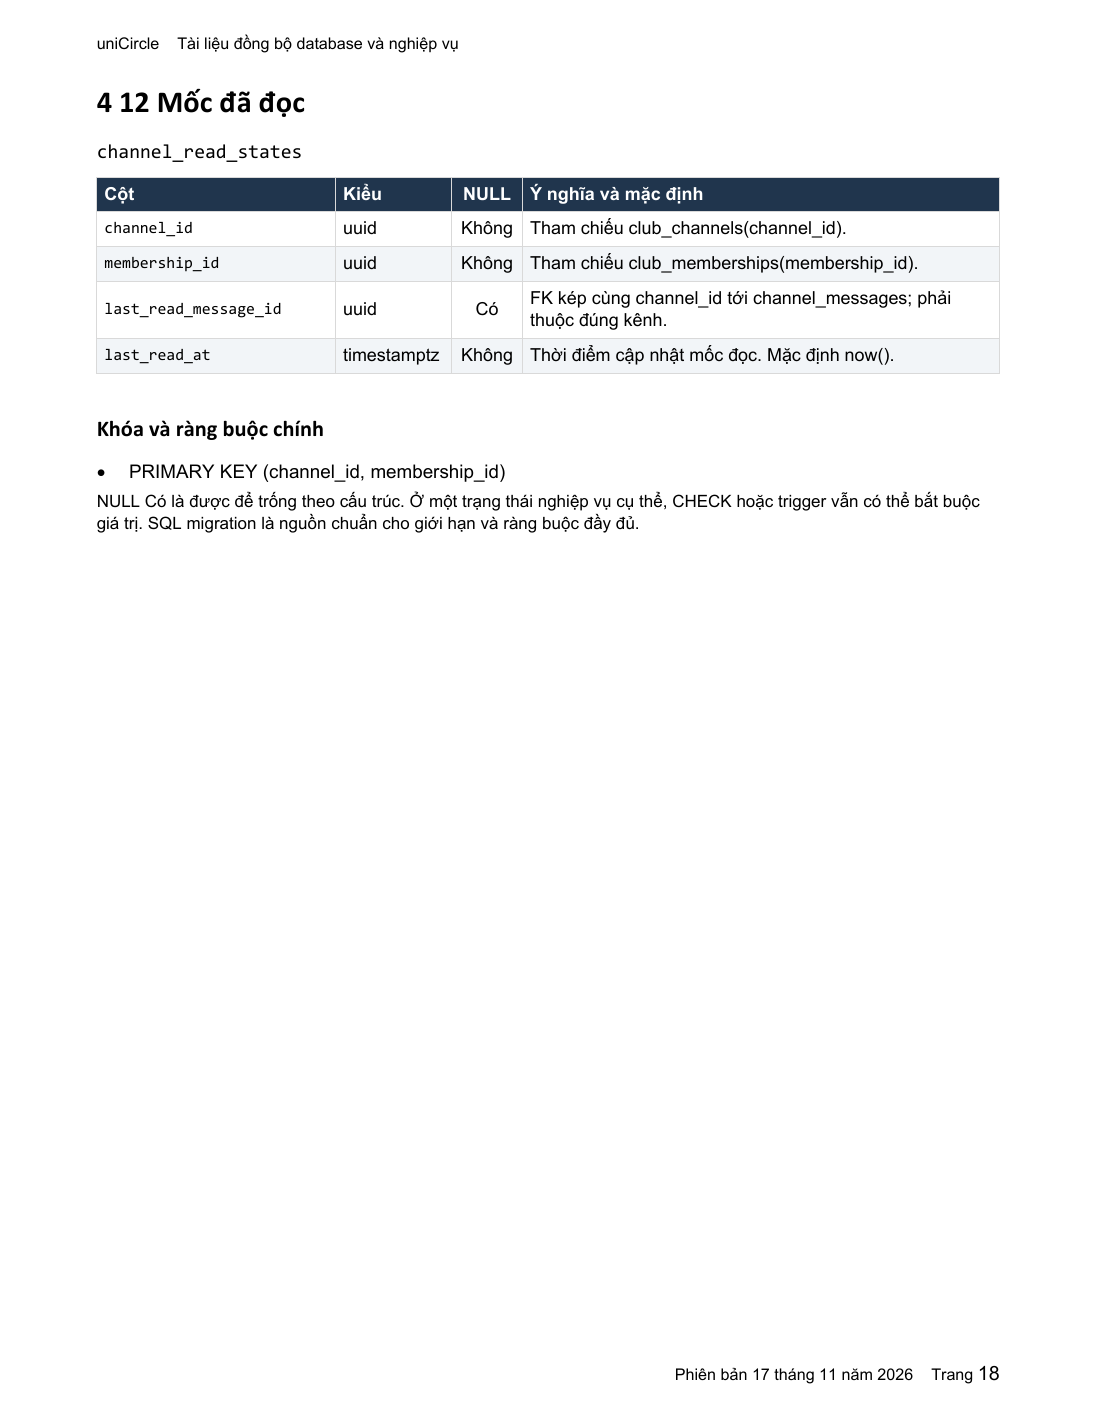 uniCircle Tài liệu đồng bộ database và nghiệp vụ
4 12 Mốc đã đọc
channel_read_states
Cột Kiểu NULL Ý nghĩa và mặc định
channel_id uuid Không Tham chiếu club_channels(channel_id).
membership_id uuid Không Tham chiếu club_memberships(membership_id).
last_read_message_id uuid Có FK kép cùng channel_id tới channel_messages; phải
thuộc đúng kênh.
last_read_at timestamptz Không Thời điểm cập nhật mốc đọc. Mặc định now().
Khóa và ràng buộc chính
• PRIMARY KEY (channel_id, membership_id)
NULL Có là được để trống theo cấu trúc. Ở một trạng thái nghiệp vụ cụ thể, CHECK hoặc trigger vẫn có thể bắt buộc
giá trị. SQL migration là nguồn chuẩn cho giới hạn và ràng buộc đầy đủ.
Phiên bản 17 tháng 11 năm 2026 Trang 18